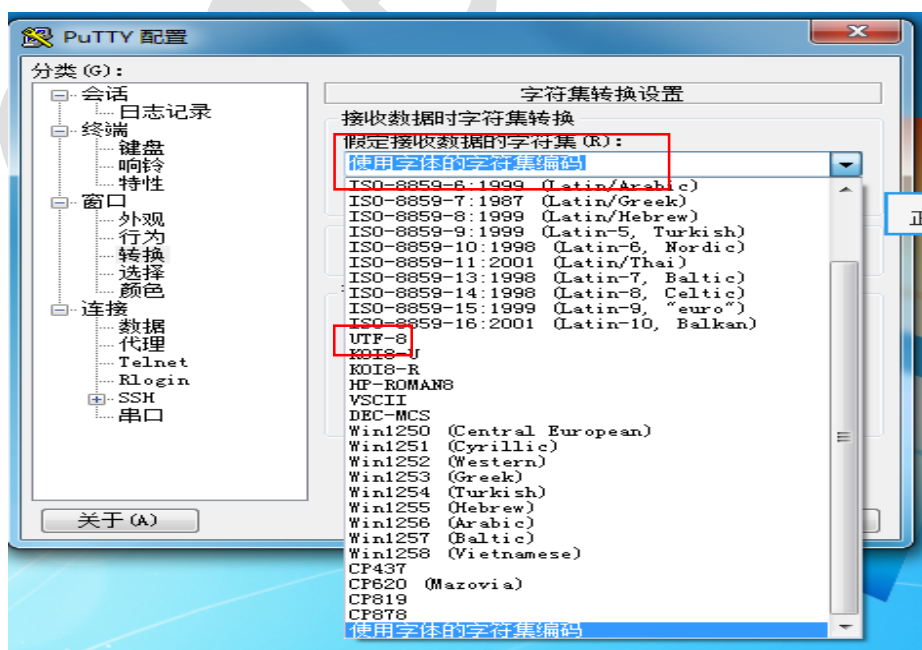 PuTTY 配置
分类(G):
会话
日志记录
终端
键盘
响铃
特性
窗口
外观
行为
转换
选择
颜色
连接
数据
代理
Telnet
Rlogin
SSH
串口
关于(A)
字符集转换设置
接收数据时字符集转换
假定接收数据的字符集(R):
使用字体的字符集编码
ISO-8859-6:1999 (Latin/Arabic)
ISO-8859-7:1987 (Latin/Greek)
ISO-8859-8:1999 (Latin/Hebrew)
ISO-8859-9:1999 (Latin-5, Turkish)
ISO-8859-10:1998 (Latin-6, Nordic)
ISO-8859-11:2001 (Latin/Thai)
ISO-8859-13:1998 (Latin-7, Baltic)
ISO-8859-14:1998 (Latin-8, Celtic)
ISO-8859-15:1999 (Latin-9, "euro")
ISO-8859-16:2001 (Latin-10, Balkan)
UTF-8
KOI8-U
KOI8-R
HP-ROMAN8
VSCII
DEC-MCS
Win1250 (Central European)
Win1251 (Cyrillic)
Win1252 (Western)
Win1253 (Greek)
Win1254 (Turkish)
Win1255 (Hebrew)
Win1256 (Arabic)
Win1257 (Baltic)
Win1258 (Vietnamese)
CP437
CP620 (Mazovia)
CP819
CP878
使用字体的字符集编码